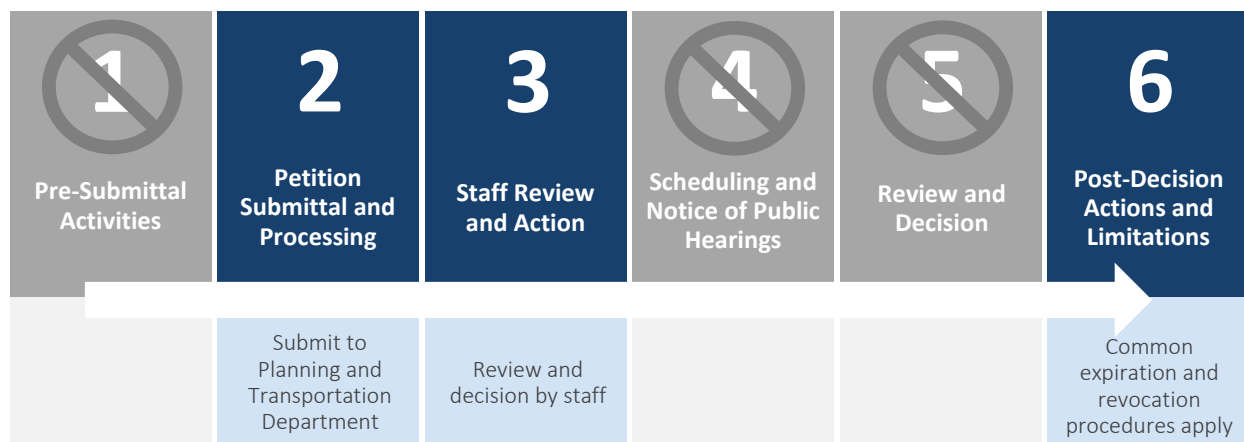 1
Pre-Submittal
Activities
2
Petition
Submittal and
Processing
Submit to
Planning and
Transportation
Department
3
Staff Review
and Action
Review and
decision by staff
4
Scheduling and
Notice of Public
Hearings
5
Review and
Decision
6
Post-Decision
Actions and
Limitations
Common
expiration and
revocation
procedures apply